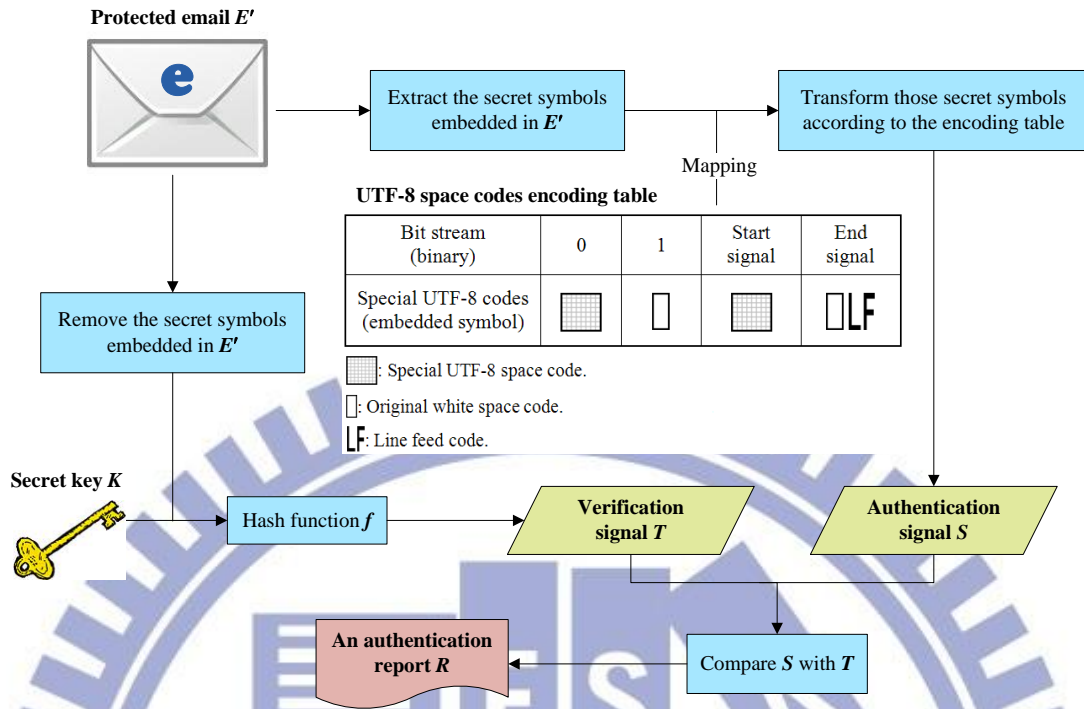 Protected email E'
e
Extract the secret symbols
embedded in E'
Transform those secret symbols
according to the encoding table
Mapping
UTF-8 space codes encoding table
Bit stream
(binary)
0
1
Start
signal
End
signal
Special UTF-8 codes
(embedded symbol)
LF
: Special UTF-8 space code.
: Original white space code.
LF: Line feed code.
Remove the secret symbols
embedded in E'
Secret key K
Hash function f
Verification
signal T
Authentication
signal S
An authentication
report R
Compare S with T